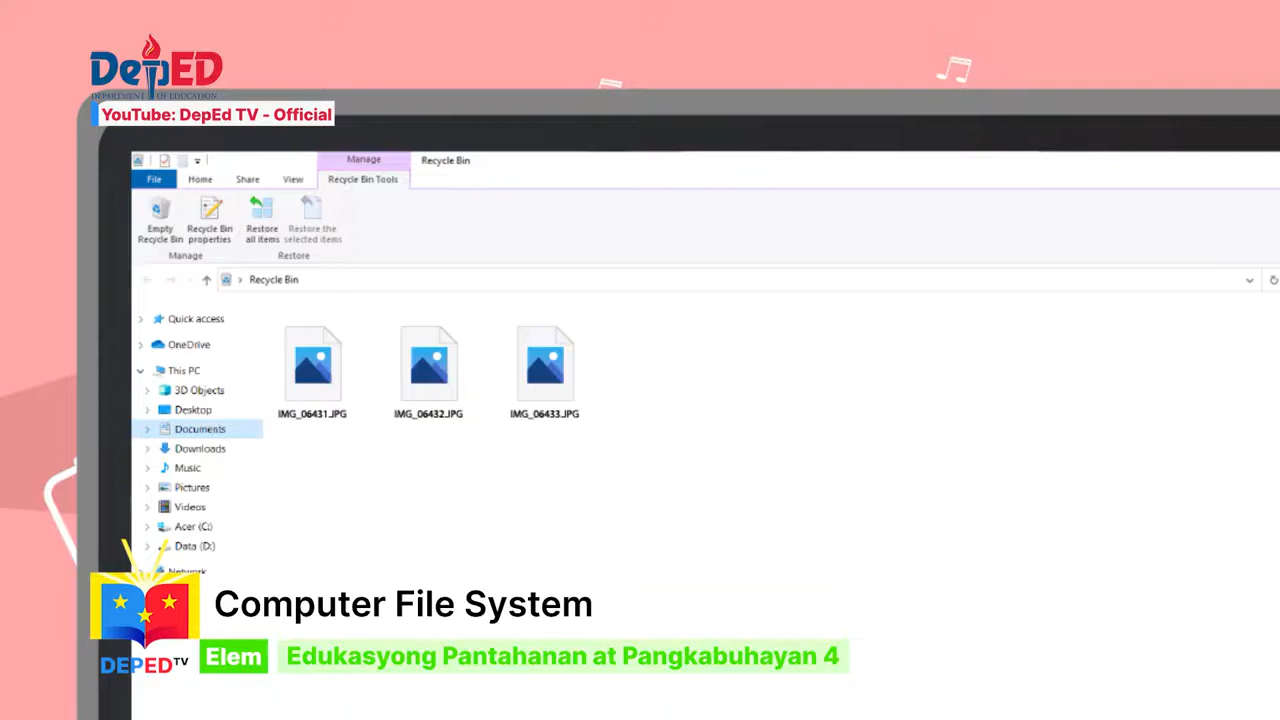 DepED
DEPARTMENT OF EDUCATION
YouTube: DepEd TV - Official
Manage
Recycle Bin
File
Home
Share
View
Recycle Bin Tools
Empty Recycle Bin
Recycle Bin properties
Restore all items
Restore the selected items
Manage
Restore
Recycle Bin
Quick access
OneDrive
This PC
3D Objects
Desktop
Documents
Downloads
Music
Pictures
Videos
Acer (C:)
Data (D:)
Network
IMG_06431.JPG
IMG_06432.JPG
IMG_06433.JPG
Computer File System
DEPED TV
Elem
Edukasyong Pantahanan at Pangkabuhayan 4